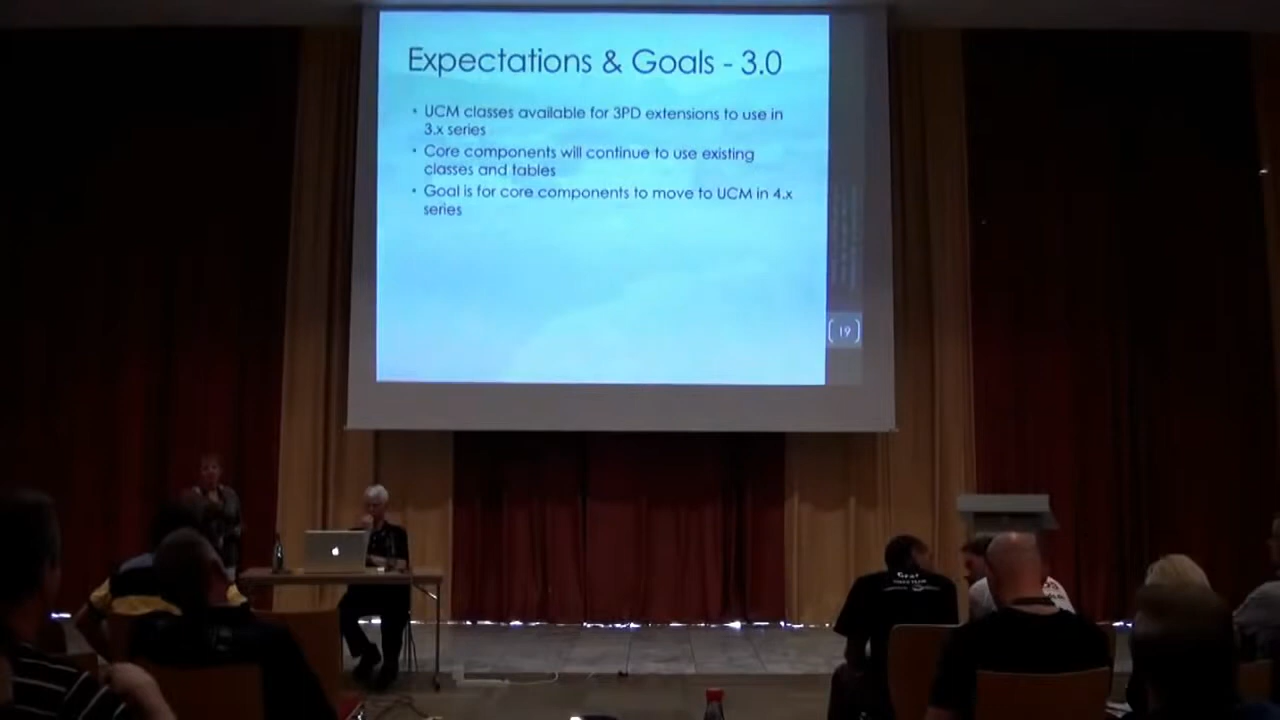 Expectations & Goals - 3.0
• UCM classes available for 3PD extensions to use in
3.x series
• Core components will continue to use existing
classes and tables
• Goal is for core components to move to UCM in 4.x
series
19